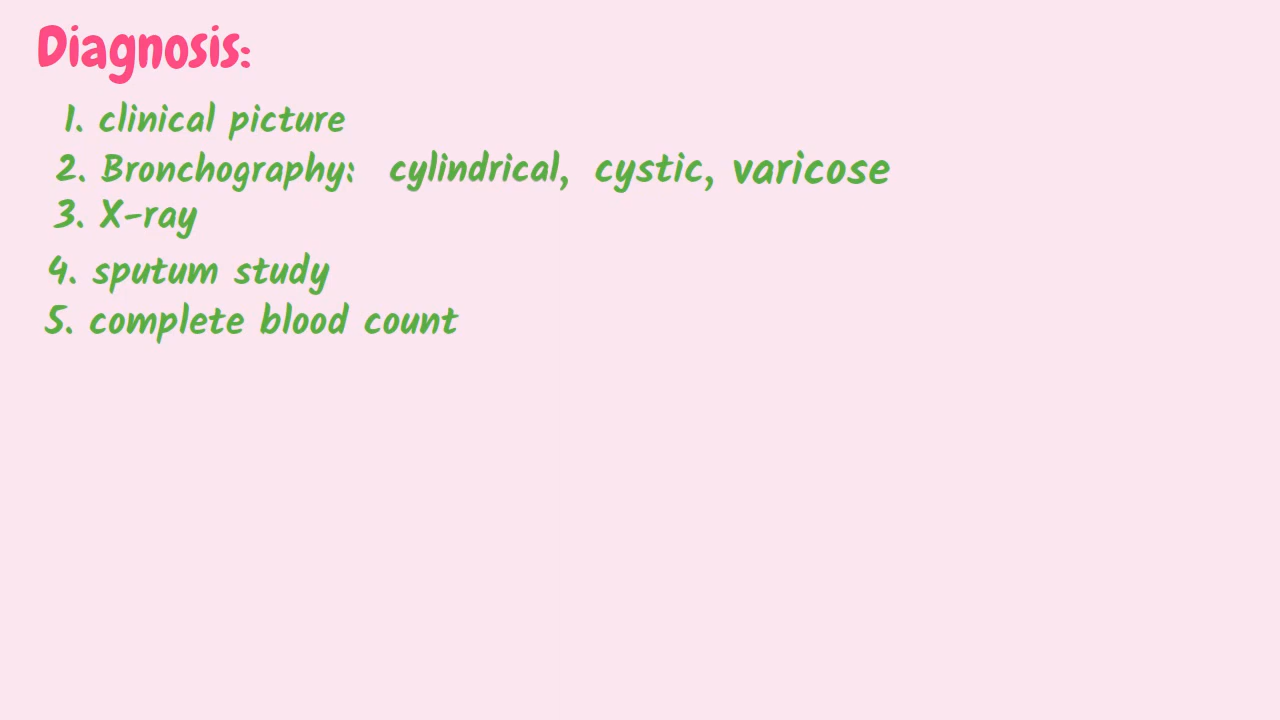 Diagnosis:
1. clinical picture
2. Bronchography: cylindrical, cystic, varicose
3. X-ray
4. sputum study
5. complete blood count